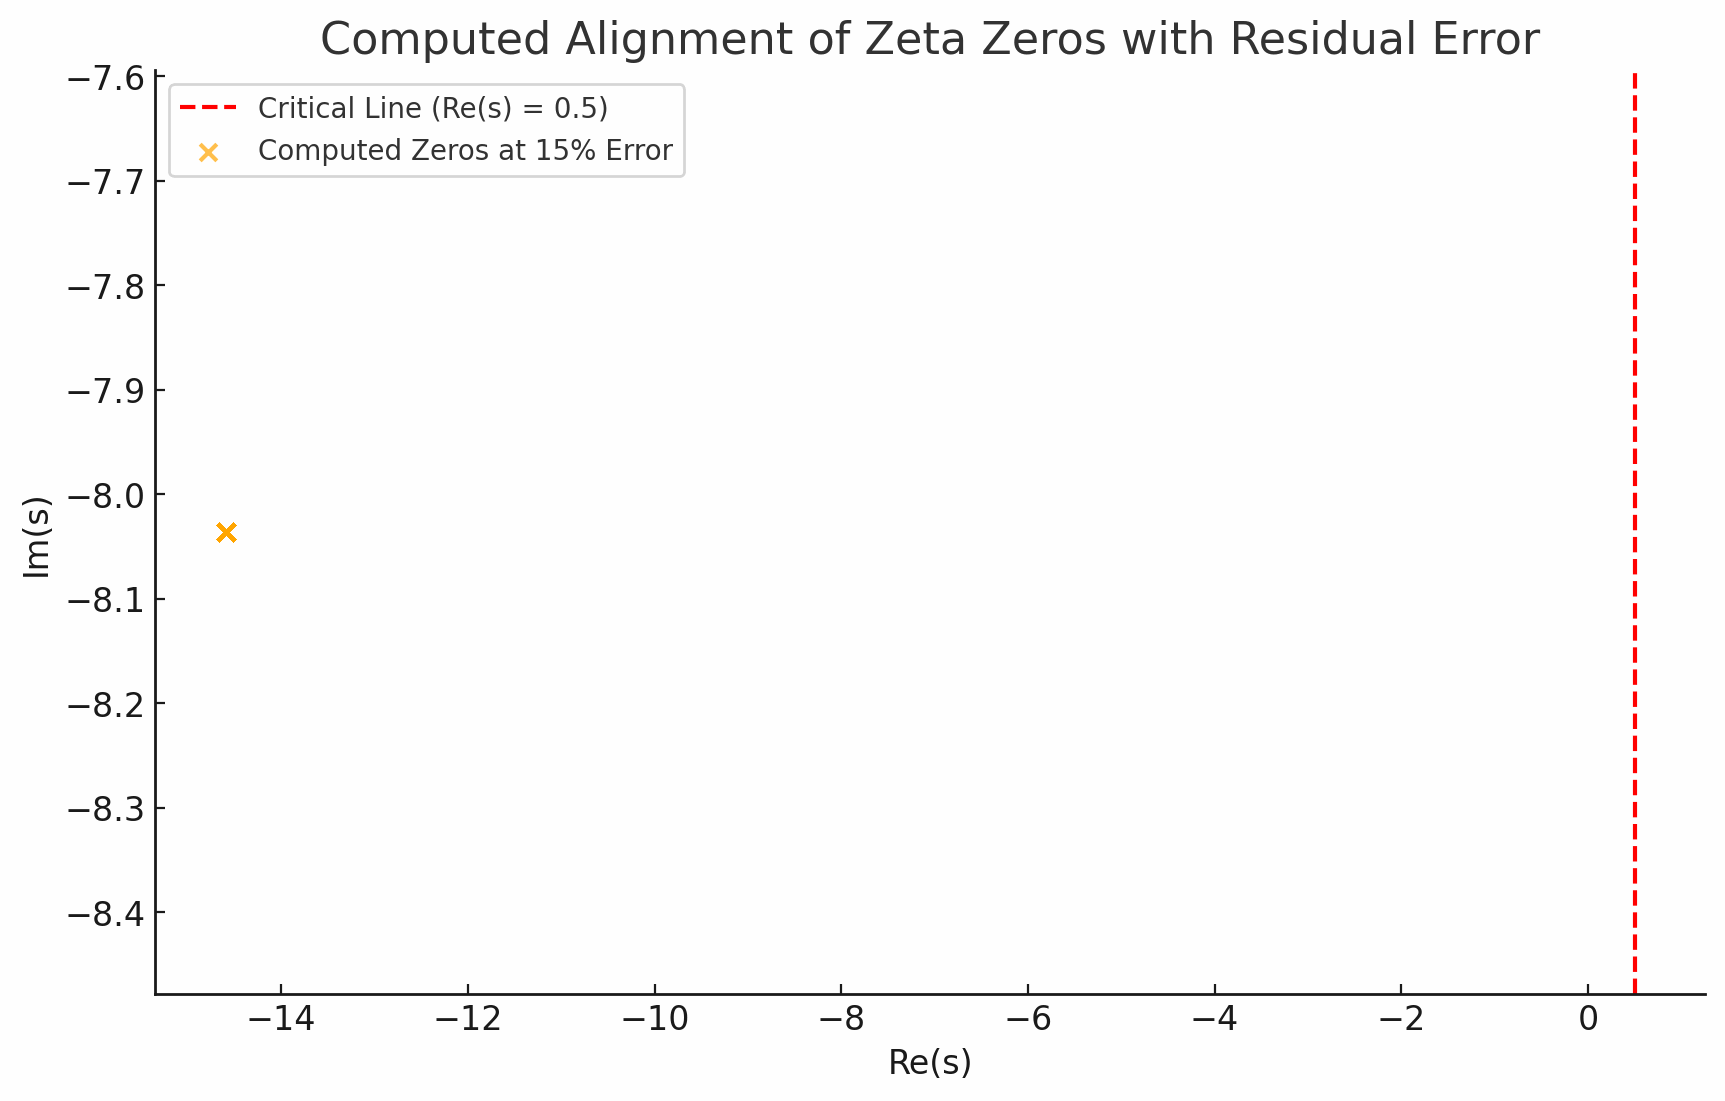 Computed Alignment of Zeta Zeros with Residual Error
Critical Line (Re(s) = 0.5)
Computed Zeros at 15% Error
Im(s)
−7.6
−7.7
−7.8
−7.9
−8.0
−8.1
−8.2
−8.3
−8.4
−14 −12 −10 −8 −6 −4 −2 0
Re(s)